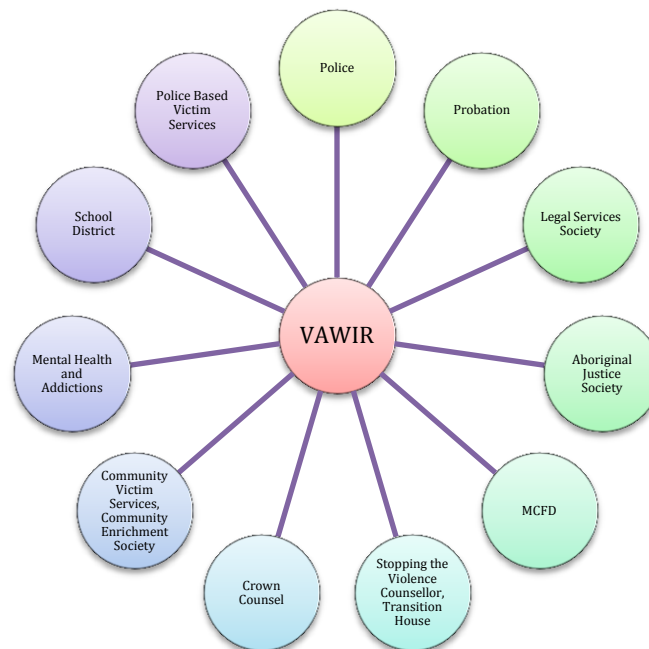 Police
Police Based
Victim
Services
Probation
School
District
Legal Services
Society
VAWIR
Mental Health
and
Addictions
Aboriginal
Justice
Society
Community
Victim
Services,
Community
Enrichment
Society
MCFD
Crown
Counsel
Stopping the
Violence
Counsellor,
Transition
House